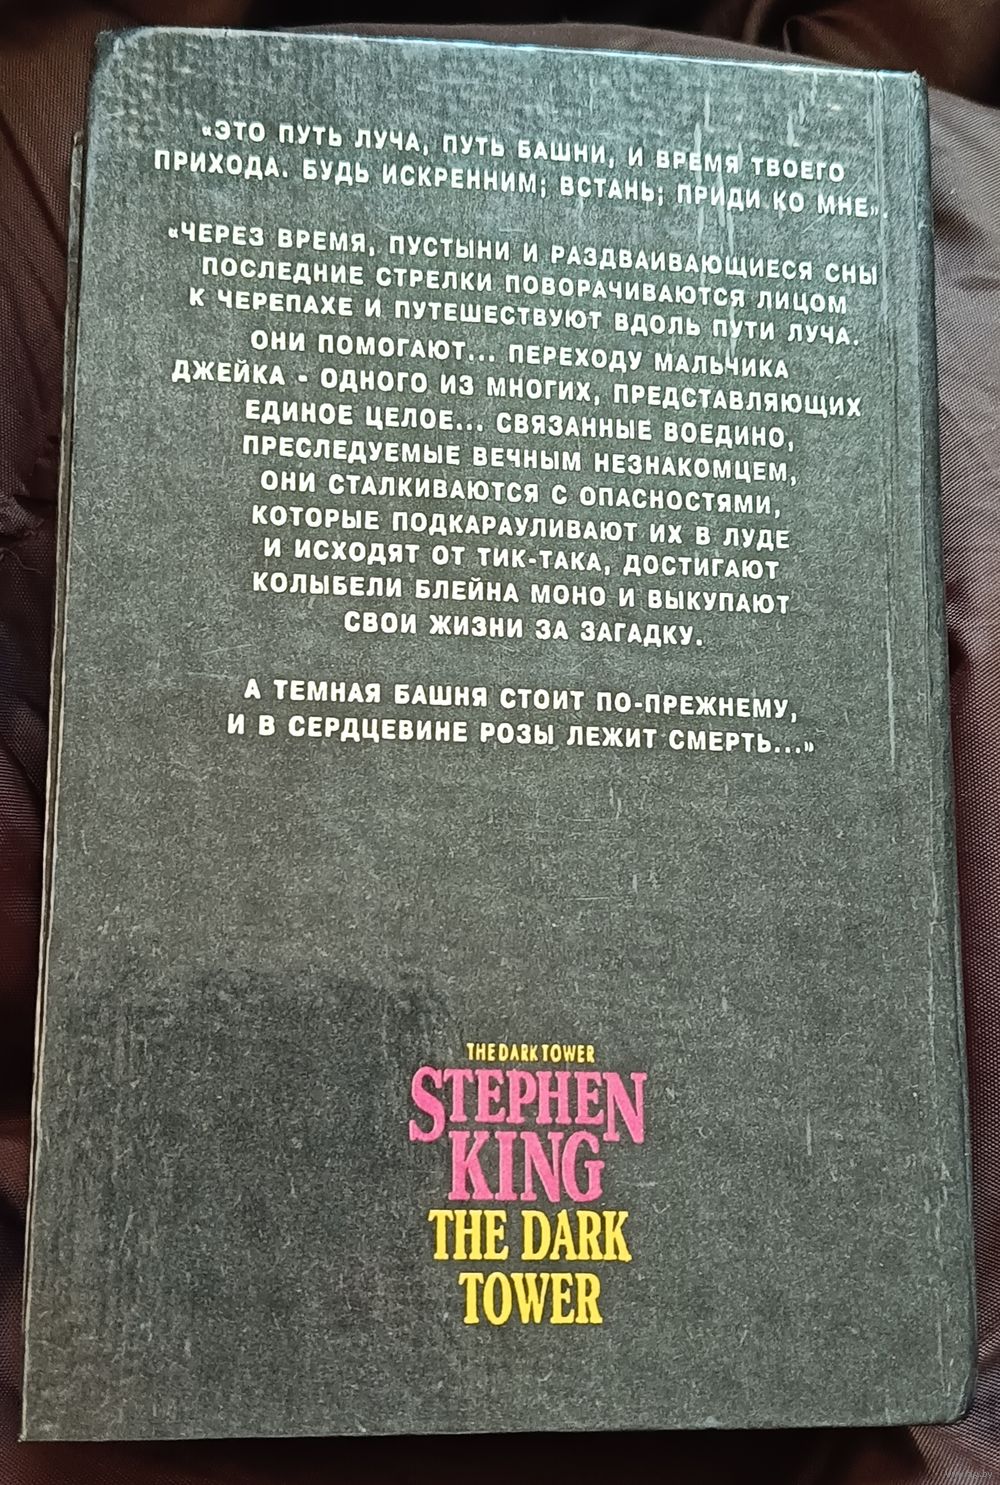 «ЭТО ПУТЬ ЛУЧА, ПУТЬ БАШНИ, И ВРЕМЯ ТВОЕГО
ПРИХОДА. БУДЬ ИСКРЕННИМ; ВСТАНЬ; ПРИДИ КО МНЕ».
«ЧЕРЕЗ ВРЕМЯ, ПУСТЫНИ И РАЗДВАИВАЮЩИЕСЯ СНЫ
ПОСЛЕДНИЕ СТРЕЛКИ ПОВОРАЧИВАЮТСЯ ЛИЦОМ
К ЧЕРЕПАХЕ И ПУТЕШЕСТВУЮТ ВДОЛЬ ПУТИ ЛУЧА.
ОНИ ПОМОГАЮТ... ПЕРЕХОДУ МАЛЬЧИКА
ДЖЕЙКА - ОДНОГО ИЗ МНОГИХ, ПРЕДСТАВЛЯЮЩИХ
ЕДИНОЕ ЦЕЛОЕ... СВЯЗАННЫЕ ВОЕДИНО,
ПРЕСЛЕДУЕМЫЕ ВЕЧНЫМ НЕЗНАКОМЦЕМ,
ОНИ СТАЛКИВАЮТСЯ С ОПАСНОСТЯМИ,
КОТОРЫЕ ПОДКАРАУЛИВАЮТ ИХ В ЛУДЕ
И ИСХОДЯТ ОТ ТИК-ТАКА, ДОСТИГАЮТ
КОЛЫБЕЛИ БЛЕЙНА МОНО И ВЫКУПАЮТ
СВОИ ЖИЗНИ ЗА ЗАГАДКУ.
А ТЕМНАЯ БАШНЯ СТОИТ ПО-ПРЕЖНЕМУ,
И В СЕРДЦЕВИНЕ РОЗЫ ЛЕЖИТ СМЕРТЬ...»
THE DARK TOWER
STEPHEN
KING
THE DARK
TOWER